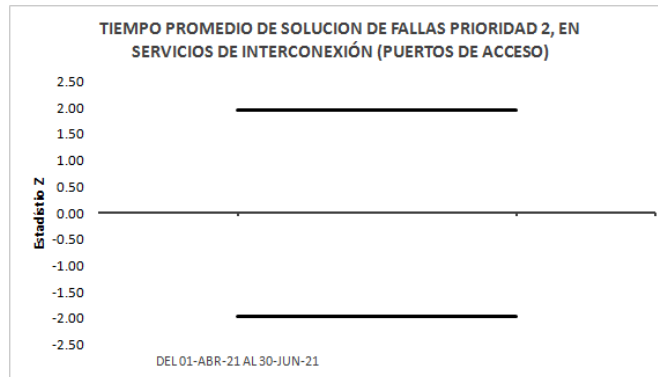 TIEMPO PROMEDIO DE SOLUCION DE FALLAS PRIORIDAD 2, EN
SERVICIOS DE INTERCONEXIÓN (PUERTOS DE ACCESO)
Estadístio Z
2.50
2.00
1.50
1.00
0.50
0.00
-0.50
-1.00
-1.50
-2.00
-2.50
DEL 01-ABR-21 AL 30-JUN-21